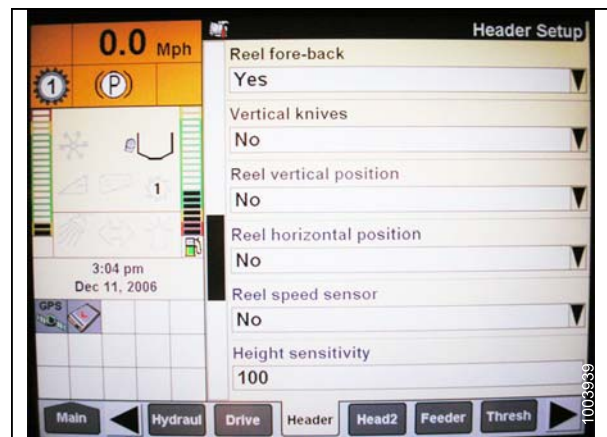 0.0 Mph
Header Setup
1
(P)
Reel fore-back
Yes
Vertical knives
No
Reel vertical position
No
1
Reel horizontal position
No
3:04 pm
Dec 11, 2006
Reel speed sensor
No
GPS
Height sensitivity
100
Main
Hydraul
Drive
Header
Head2
Feeder
Thresh
1003939